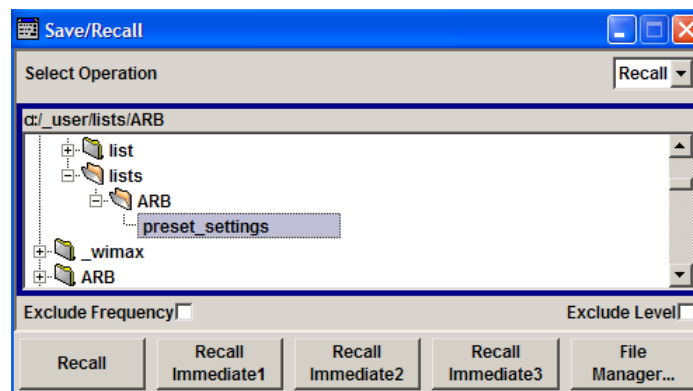 Save/Recall
Select Operation
Recall
a:/_user/lists/ARB
list
lists
ARB
preset_settings
_wimax
ARB
Exclude Frequency
Exclude Level
Recall
Recall
Immediate1
Recall
Immediate2
Recall
Immediate3
File
Manager...